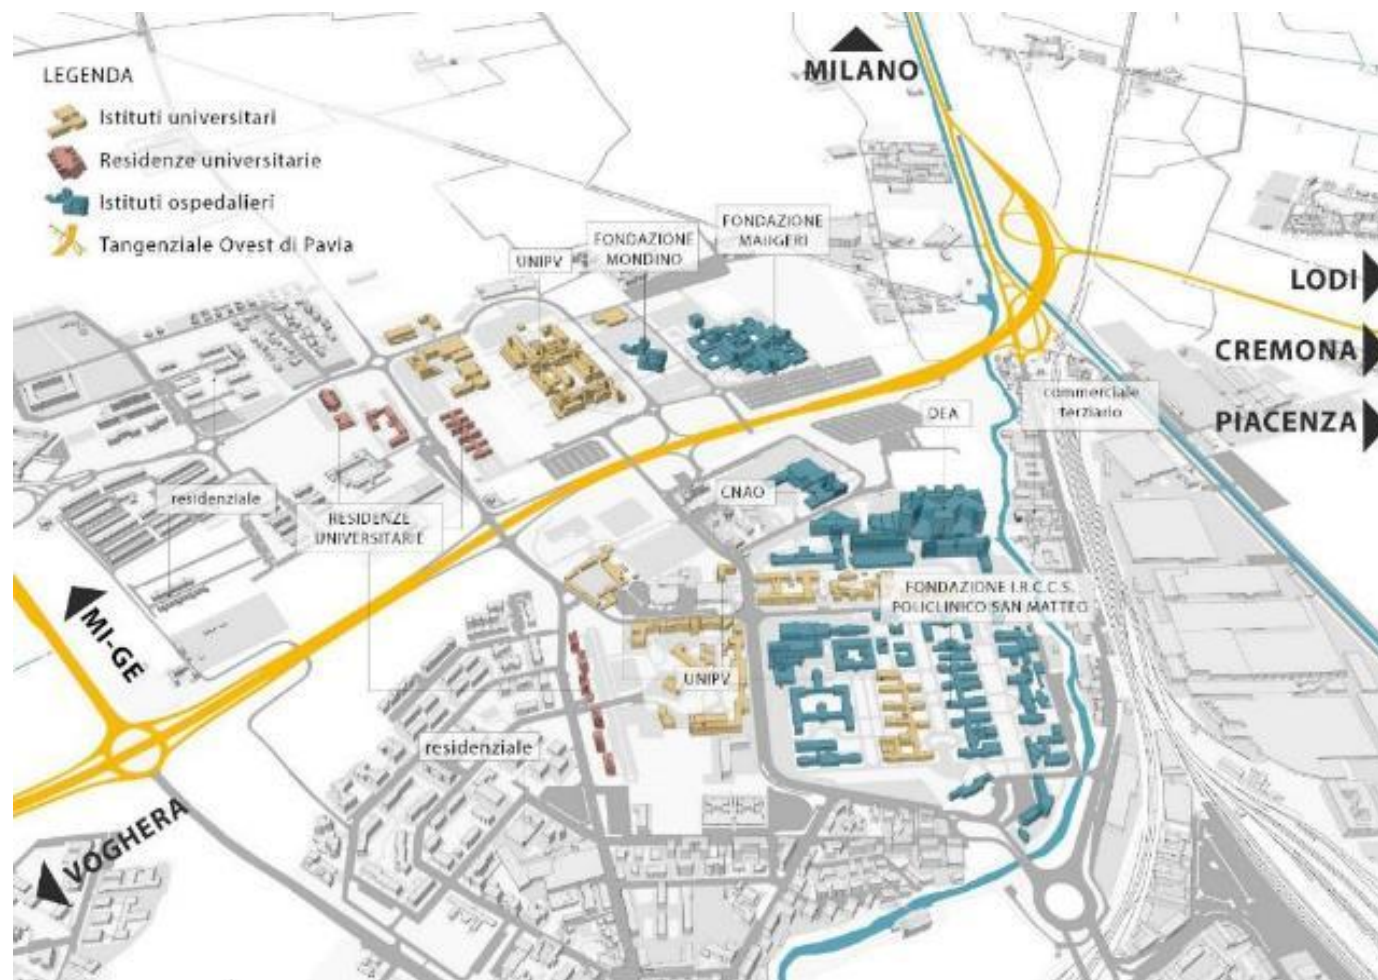 LEGENDA
Istituti universitari
Residenze universitarie
Istituti ospedalieri
Tangenziale Ovest di Pavia
MILANO
FONDAZIONE
MAUGERI
FONDAZIONE
MONDINO
UNIPV
LODI
CREMONA
PIACENZA
commerciale
terziario
DEA
CNAO
residenziale
RESIDENZE
UNIVERSITARIE
FONDAZIONE I.R.C.C.S.
POLICLINICO SAN MATTEO
MI-GE
UNIPV
residenziale
VOGHERA